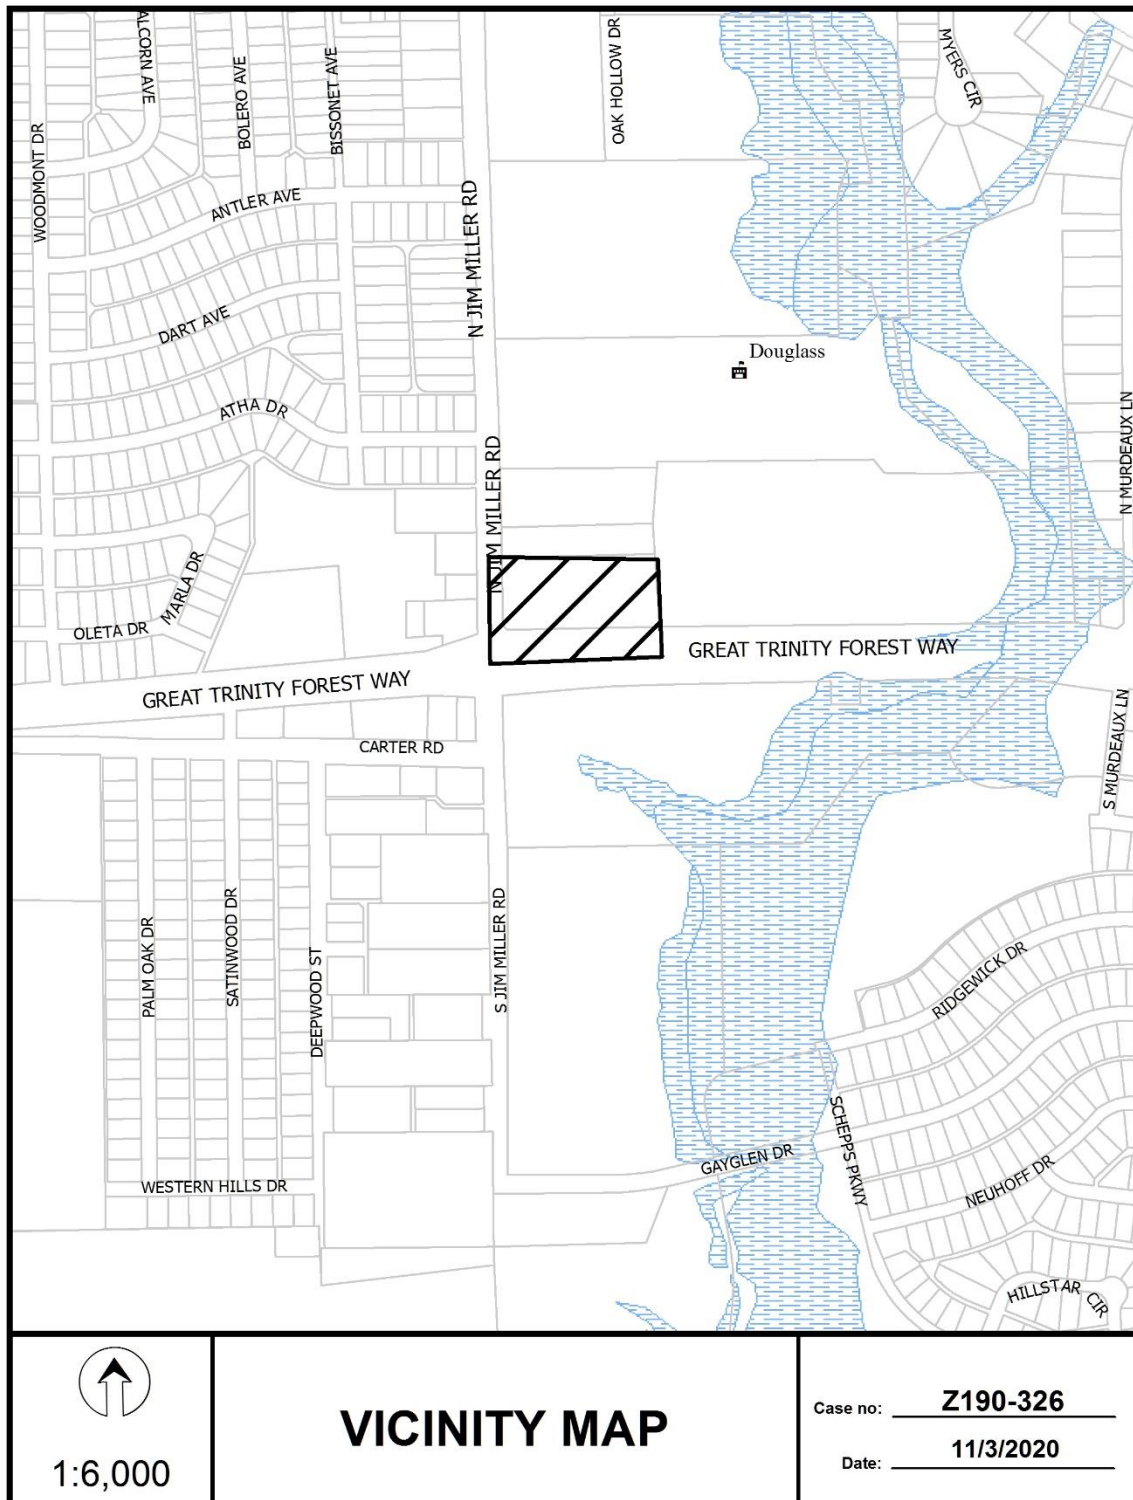 ALCORN AVE
BOLERO AVE
BISSONET AVE
OAK HOLLOW DR
MYERS CIR
WOODMONT DR
ANTLER AVE
N JIM MILLER RD
DART AVE
Douglass
ATHA DR
N JIM MILLER RD
N MURDEAUX LN
MARLA DR
OLETA DR
GREAT TRINITY FOREST WAY
GREAT TRINITY FOREST WAY
CARTER RD
S MURDEAUX LN
PALM OAK DR
SATINWOOD DR
DEEPWOOD ST
S JIM MILLER RD
RIDGEWICK DR
SCHEPPS PKWY
GAYGLEN DR
NEUHOFF DR
WESTERN HILLS DR
HILLSTAR CIR
1:6,000
VICINITY MAP
Case no: Z190-326
Date: 11/3/2020